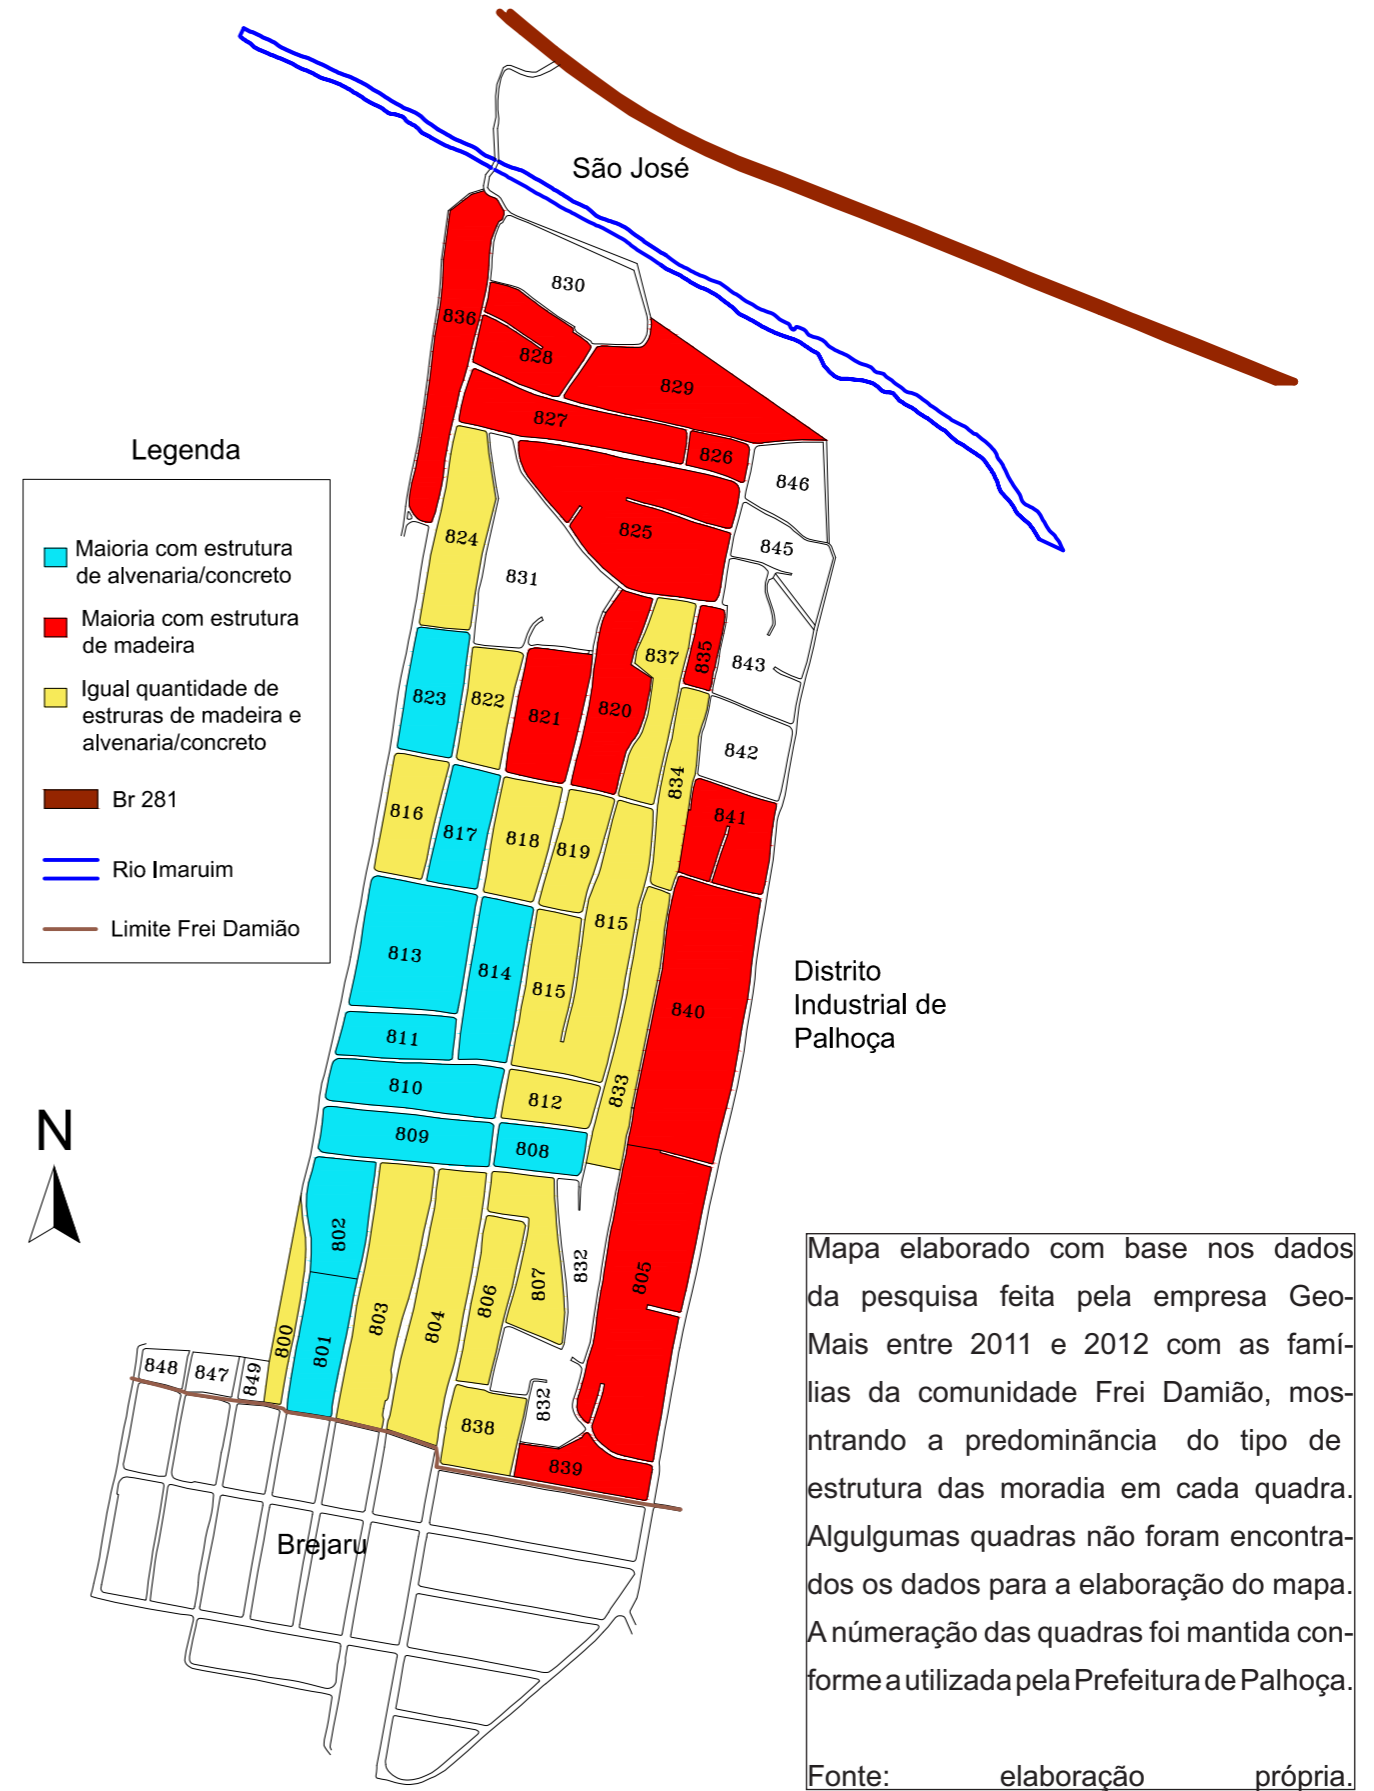 São José
830
836
828
829
827
826
846
825
845
824
831
843
837
835
823
822
821
820
842
834
841
816
817
818
819
815
813
814
815
840
811
810
812
833
809
808
802
832
805
807
806
803
804
800
801
848
847
849
832
838
839
Brejaru
Distrito
Industrial de
Palhoça
N
Legenda
Maioria com estrutura
de alvenaria/concreto
Maioria com estrutura
de madeira
Igual quantidade de
estruras de madeira e
alvenaria/concreto
Br 281
Rio Imaruim
Limite Frei Damião
Mapa elaborado com base nos dados
da pesquisa feita pela empresa Geo-
Mais entre 2011 e 2012 com as famí-
lias da comunidade Frei Damião, mos-
ntrando a predominãncia do tipo de
estrutura das moradia em cada quadra.
Algulgumas quadras não foram encontra-
dos os dados para a elaboração do mapa.
A númeração das quadras foi mantida con-
forme a utilizada pela Prefeitura de Palhoça.
Fonte: elaboração própria.